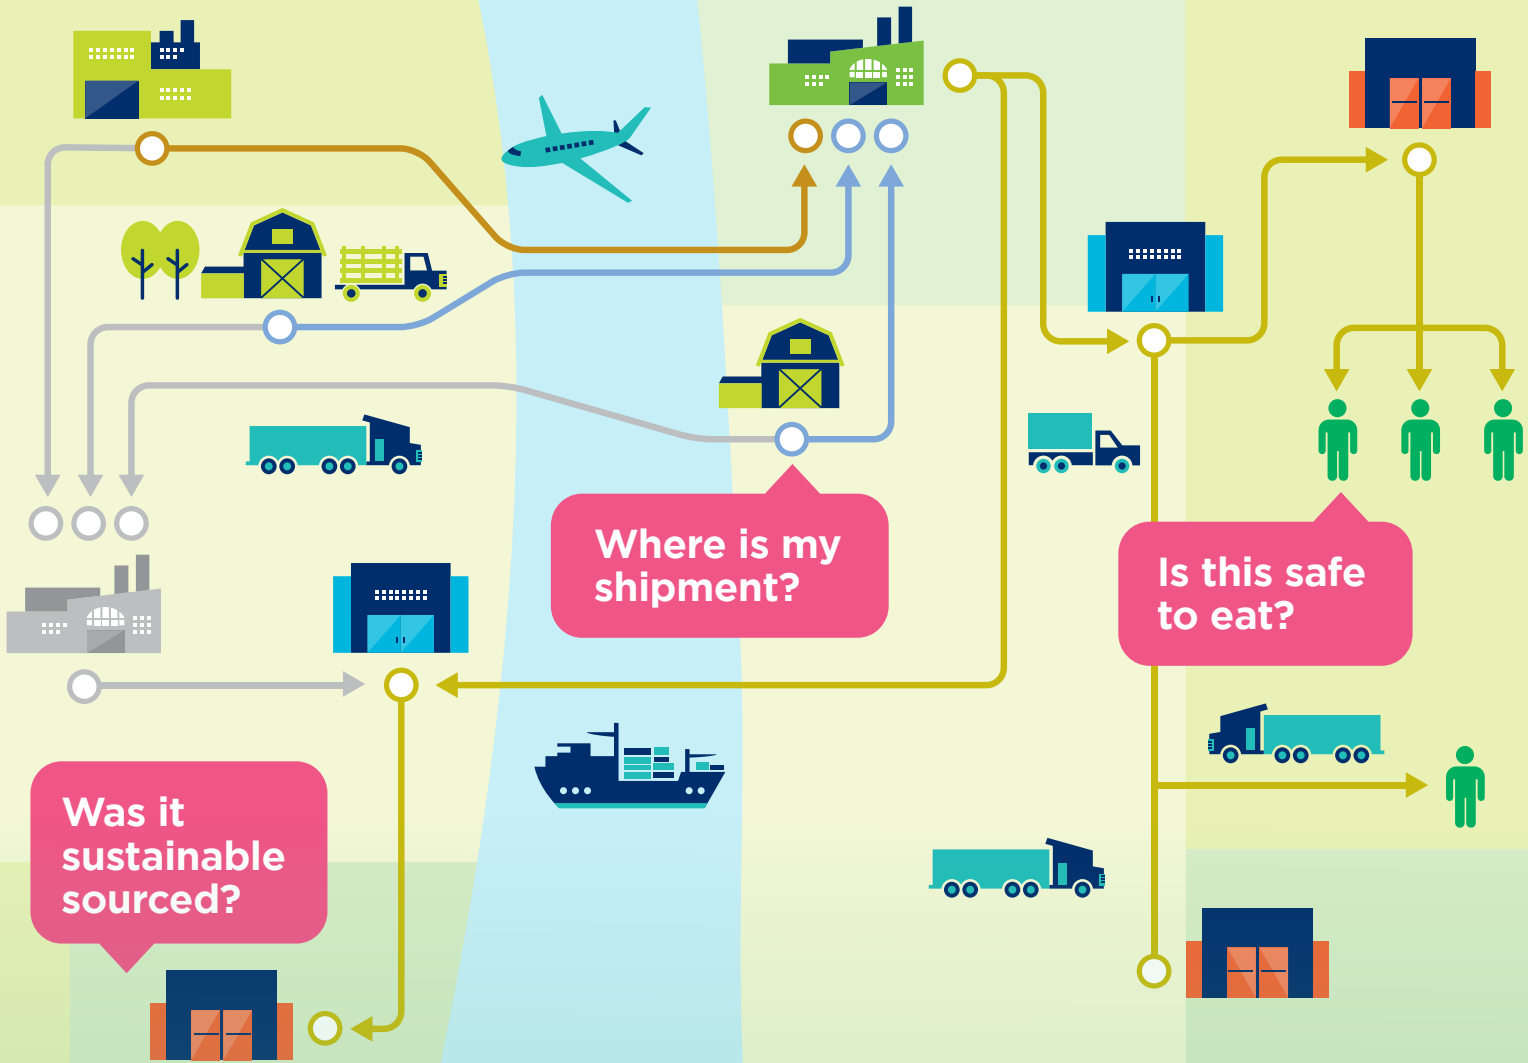 Where is my
shipment?
Is this safe
to eat?
Was it
sustainable
sourced?